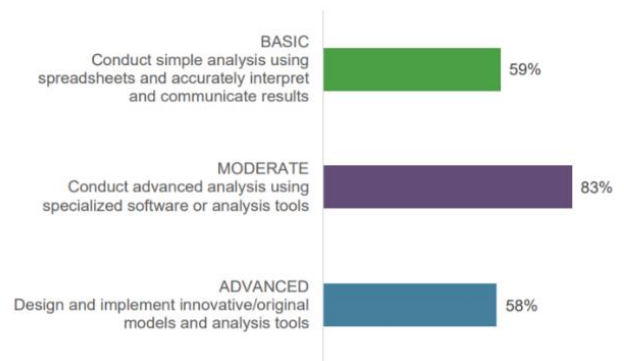 BASIC
Conduct simple analysis using
spreadsheets and accurately interpret
and communicate results
59%
MODERATE
Conduct advanced analysis using
specialized software or analysis tools
83%
ADVANCED
Design and implement innovative/original
models and analysis tools
58%